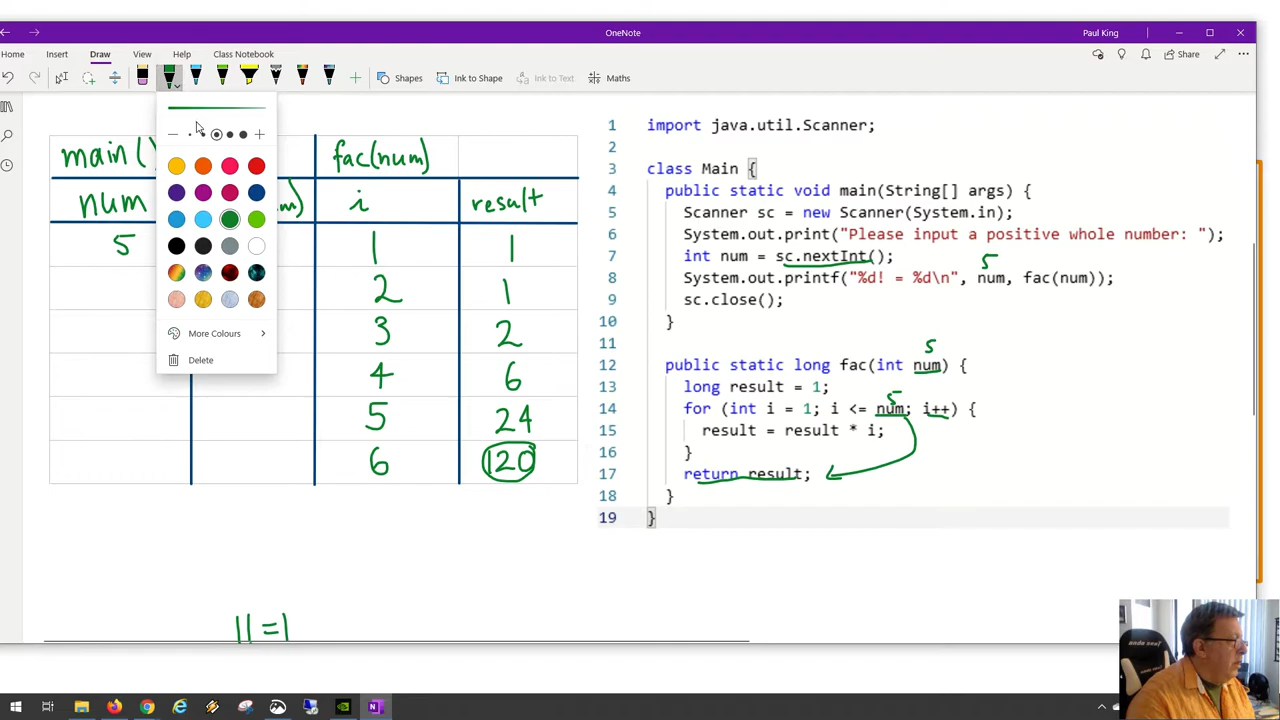 OneNote
Paul King
Home Insert Draw View Help Class Notebook
Share
Shapes Ink to Shape Ink to Text Maths
More Colours
Delete
main( fac(num)
num m) i result
5 1 1
2 1
3 2
4 6
5 24
6 120
1 import java.util.Scanner;
2
3 class Main {
4 public static void main(String[] args) {
5 Scanner sc = new Scanner(System.in);
6 System.out.print("Please input a positive whole number: ");
7 int num = sc.nextInt();
5
8 System.out.printf("%d! = %d\n", num, fac(num));
9 sc.close();
10 }
11
5
12 public static long fac(int num) {
13 long result = 1;
5
14 for (int i = 1; i <= num; i++) {
15 result = result * i;
16 }
17 return result;
18 }
19 }
1! = 1